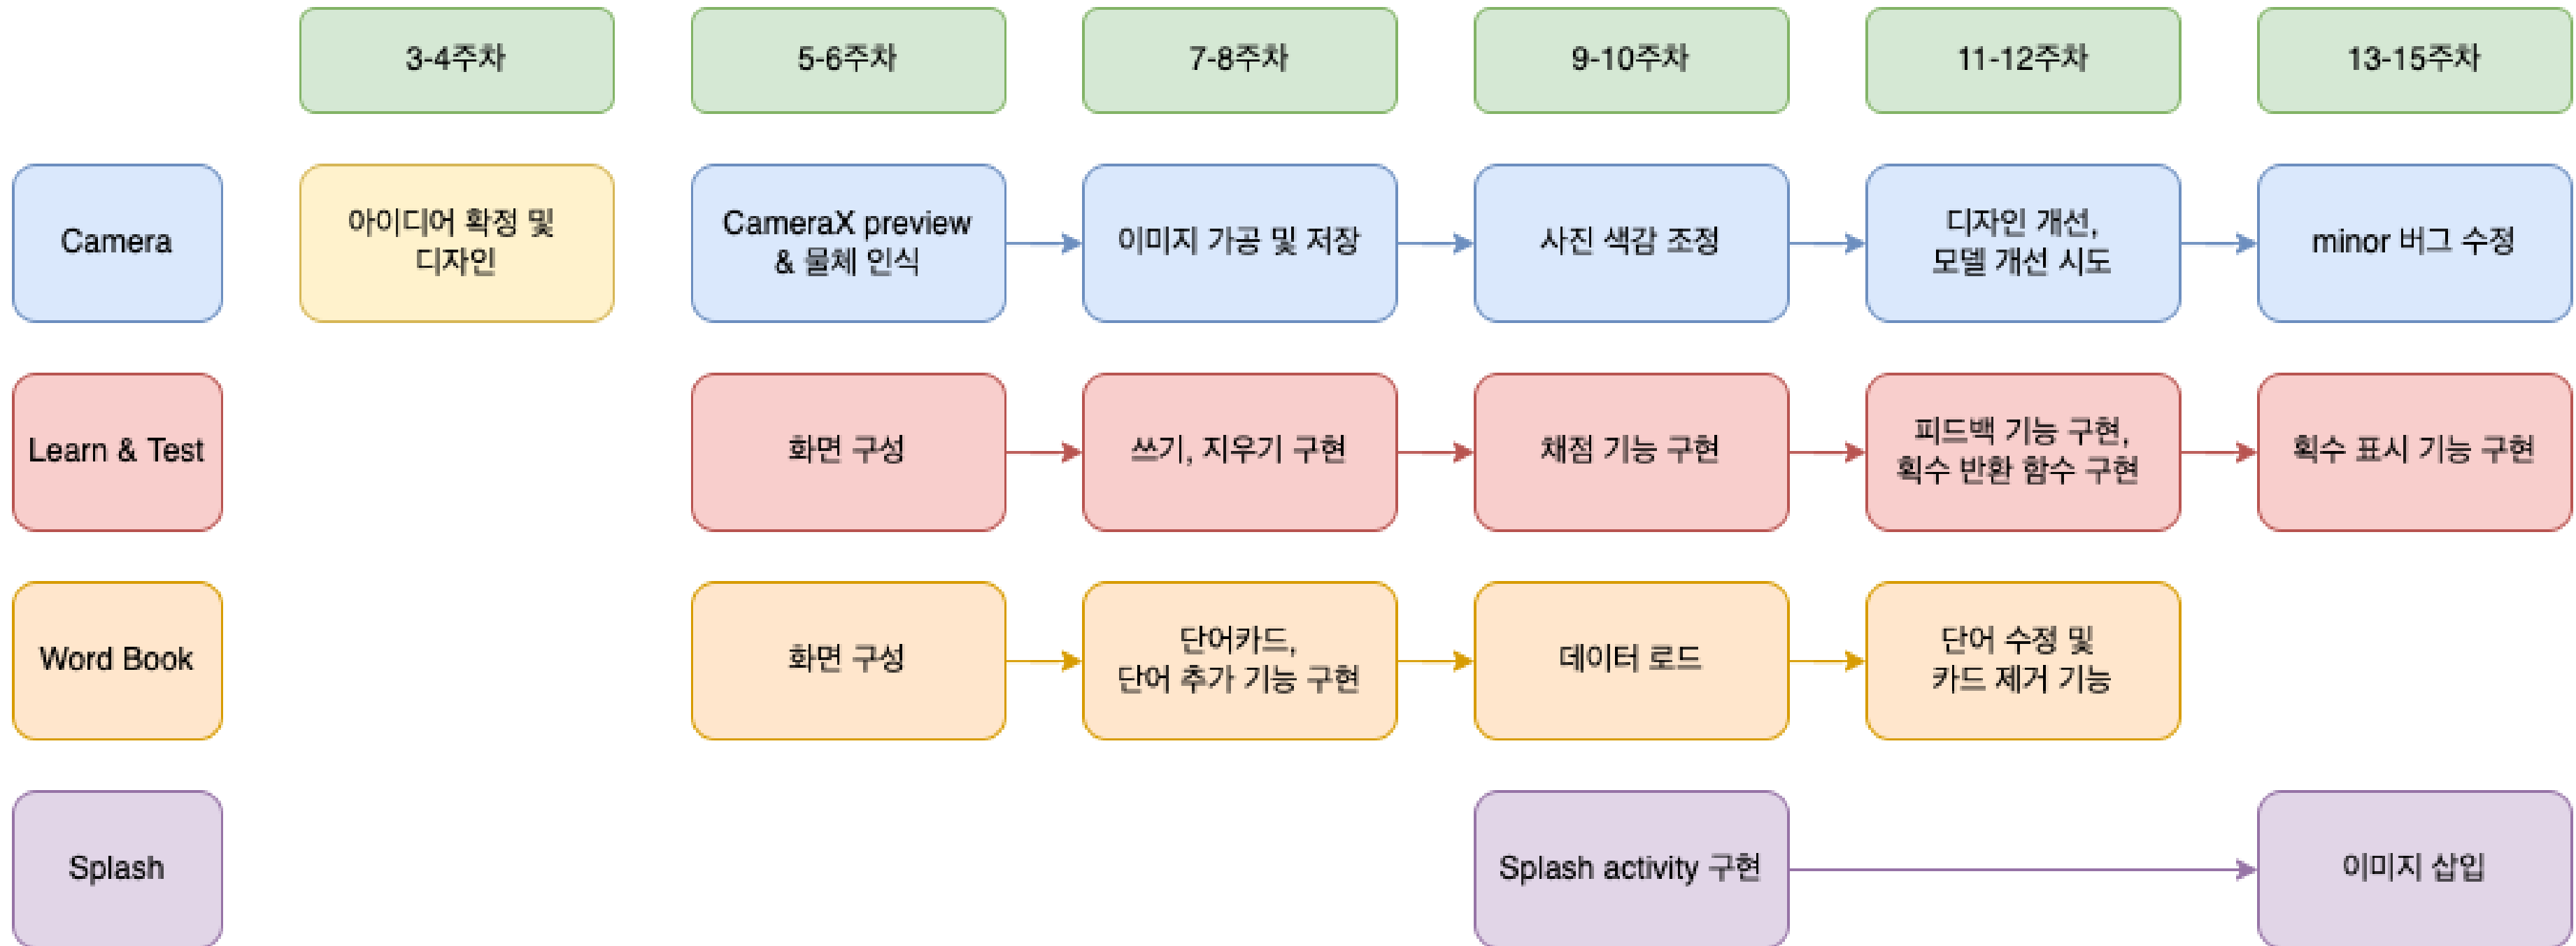 3-4주차
5-6주차
7-8주차
9-10주차
11-12주차
13-15주차
Camera
아이디어 확정 및
디자인
CameraX preview
& 물체 인식
이미지 가공 및 저장
사진 색감 조정
디자인 개선,
모델 개선 시도
minor 버그 수정
Learn & Test
화면 구성
쓰기, 지우기 구현
채점 기능 구현
피드백 기능 구현,
획수 반환 함수 구현
획수 표시 기능 구현
Word Book
화면 구성
단어카드,
단어 추가 기능 구현
데이터 로드
단어 수정 및
카드 제거 기능
Splash
Splash activity 구현
이미지 삽입